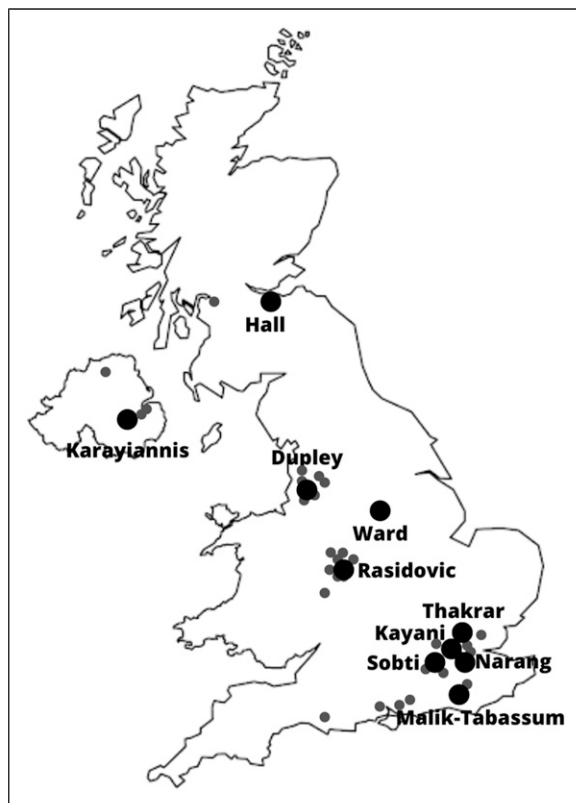 Hall
Karayiannis
Dupley
Ward
Rasidovic
Thakrar
Kayani
Sobti
Narang
Malik-Tabassum